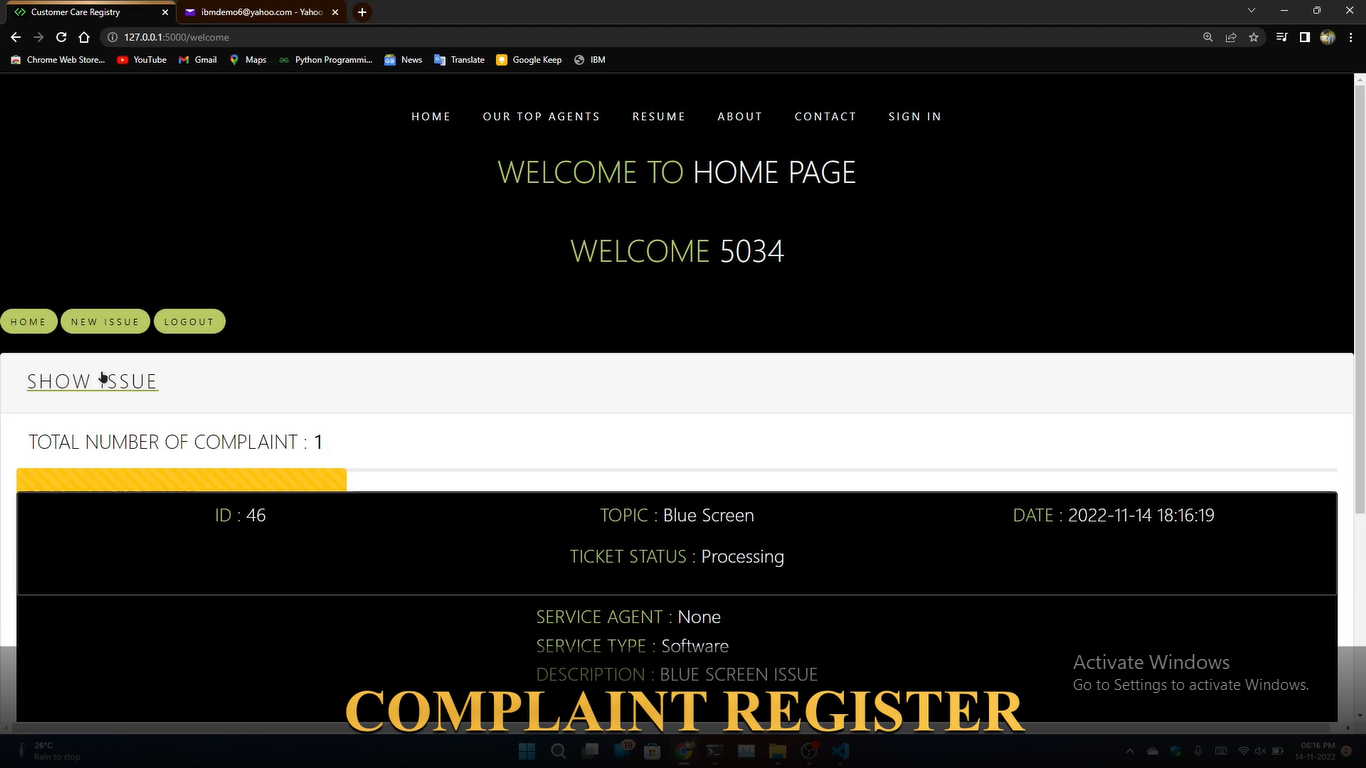 Customer Care Registry
ibmdemo6@yahoo.com - Yahoo
127.0.0.1:5000/welcome
Chrome Web Store... YouTube Gmail Maps Python Programmi... News Translate Google Keep IBM
HOME OUR TOP AGENTS RESUME ABOUT CONTACT SIGN IN
WELCOME TO HOME PAGE
WELCOME 5034
HOME NEW ISSUE LOGOUT
SHOW ISSUE
TOTAL NUMBER OF COMPLAINT : 1
ID : 46 TOPIC : Blue Screen DATE : 2022-11-14 18:16:19
TICKET STATUS : Processing
SERVICE AGENT : None
SERVICE TYPE : Software
DESCRIPTION : BLUE SCREEN ISSUE
Activate Windows
Go to Settings to activate Windows.
COMPLAINT REGISTER
26°C
Rain to stop
06:16 PM
14-11-2022